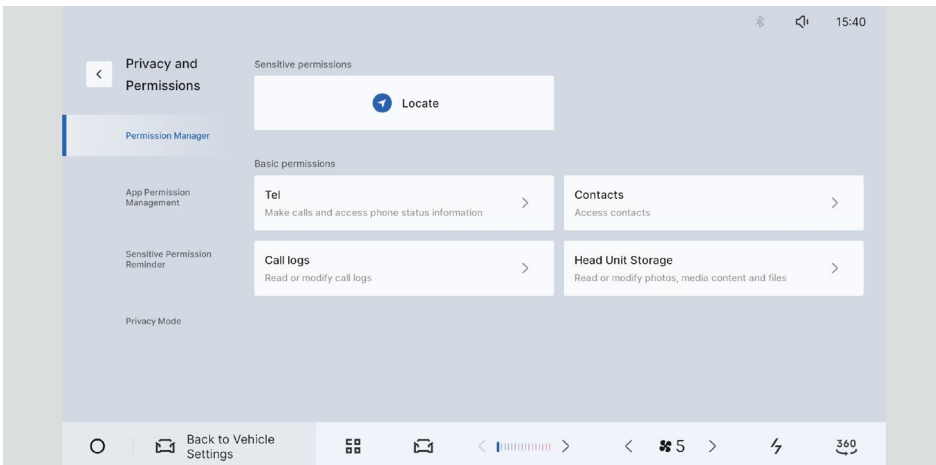 15:40
Privacy and
Permissions
Permission Manager
App Permission
Management
Sensitive Permission
Reminder
Privacy Mode
Sensitive permissions
Locate
Basic permissions
Tel
Make calls and access phone status information
Contacts
Access contacts
Call logs
Read or modify call logs
Head Unit Storage
Read or modify photos, media content and files
Back to Vehicle
Settings
5
360